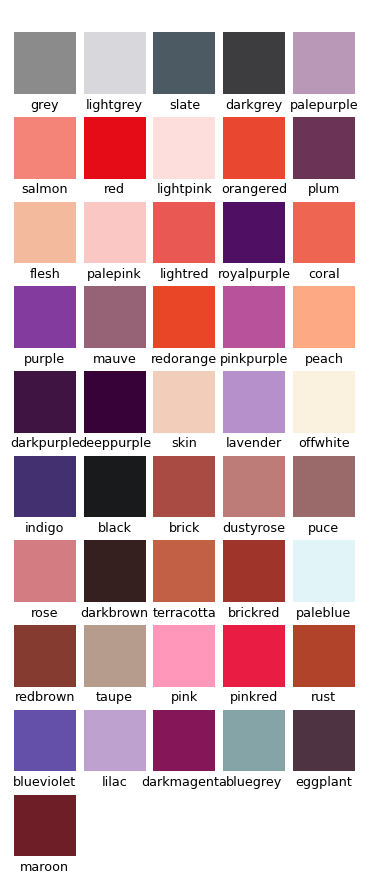 grey lightgrey slate darkgrey palepurple
salmon red lightpink orangered plum
flesh palepink lightred royalpurple coral
purple mauve redorange pinkpurple peach
darkpurple deeppurple skin lavender offwhite
indigo black brick dustyrose puce
rose darkbrown terracotta brickred paleblue
redbrown taupe pink pinkred rust
blueviolet lilac darkmagenta bluegrey eggplant
maroon